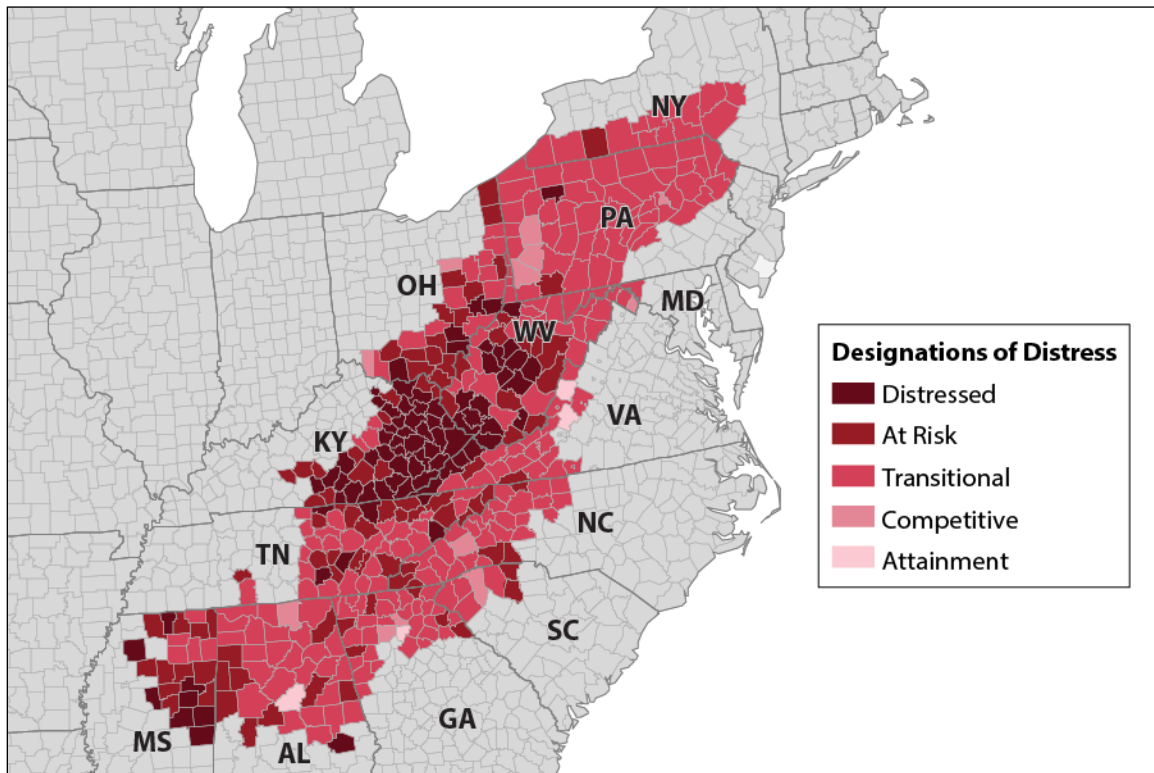 NY
PA
OH
MD
WV
VA
KY
NC
TN
SC
GA
MS
AL
Designations of Distress
Distressed
At Risk
Transitional
Competitive
Attainment